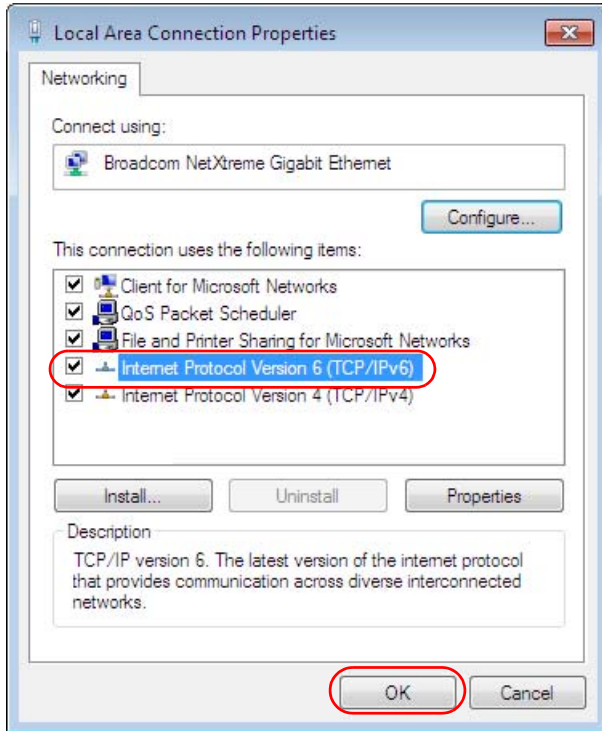 Local Area Connection Properties
Networking
Connect using:
Broadcom NetXtreme Gigabit Ethernet
Configure...
This connection uses the following items:
Client for Microsoft Networks
QoS Packet Scheduler
File and Printer Sharing for Microsoft Networks
Internet Protocol Version 6 (TCP/IPv6)
Internet Protocol Version 4 (TCP/IPv4)
Install...
Uninstall
Properties
Description
TCP/IP version 6. The latest version of the internet protocol
that provides communication across diverse interconnected
networks.
OK
Cancel